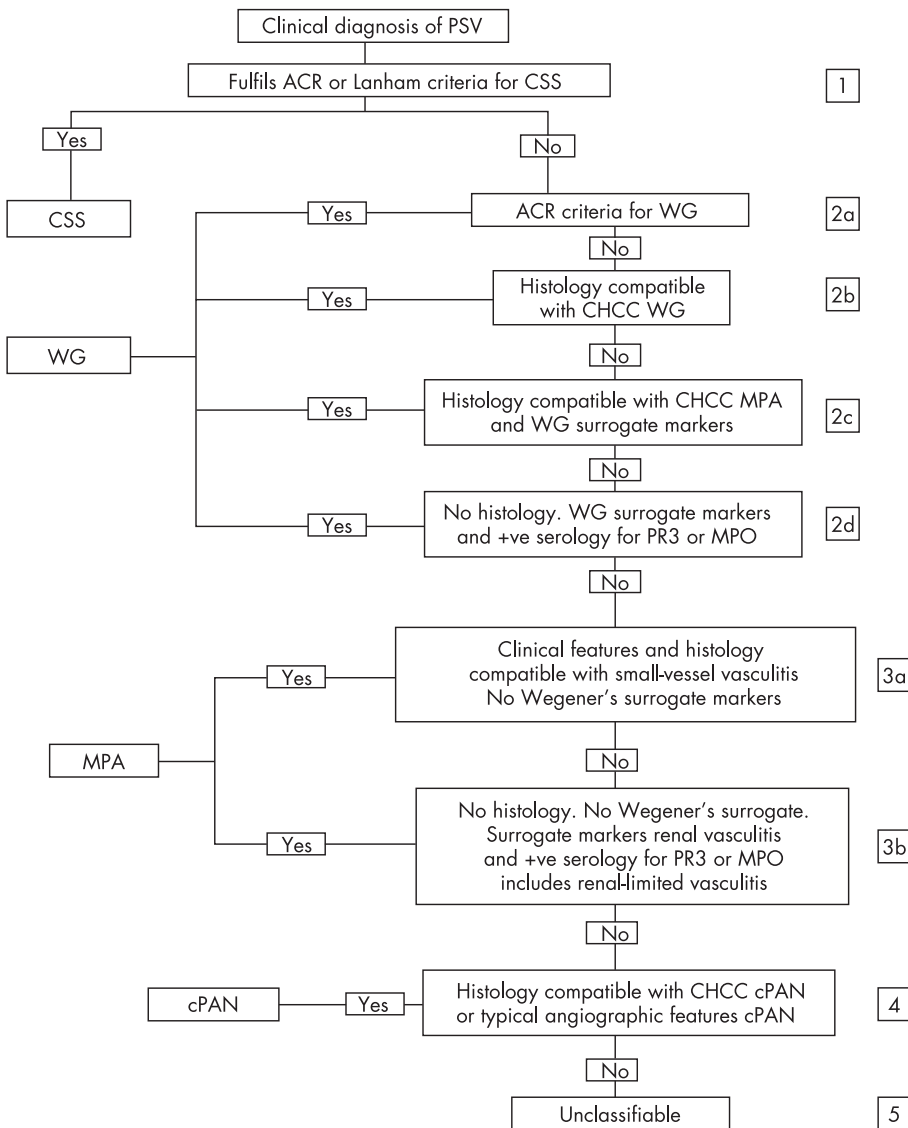 Clinical diagnosis of PSV
Fulfils ACR or Lanham criteria for CSS
1
Yes
No
CSS
Yes
ACR criteria for WG
2a
No
Yes
Histology compatible
with CHCC WG
2b
WG
No
Yes
Histology compatible with CHCC MPA
and WG surrogate markers
2c
No
Yes
No histology. WG surrogate markers
and +ve serology for PR3 or MPO
2d
No
Yes
Clinical features and histology
compatible with small-vessel vasculitis
No Wegener's surrogate markers
3a
MPA
No
Yes
No histology. No Wegener's surrogate.
Surrogate markers renal vasculitis
and +ve serology for PR3 or MPO
includes renal-limited vasculitis
3b
No
cPAN
Yes
Histology compatible with CHCC cPAN
or typical angiographic features cPAN
4
No
Unclassifiable
5